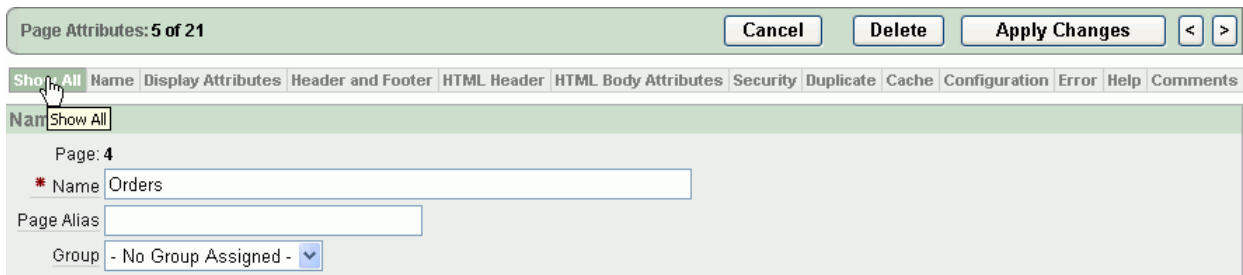 Page Attributes: 5 of 21 Cancel Delete Apply Changes < >
Show All Name Display Attributes Header and Footer HTML Header HTML Body Attributes Security Duplicate Cache Configuration Error Help Comments
Show All
Page: 4
* Name Orders
Page Alias
Group - No Group Assigned -